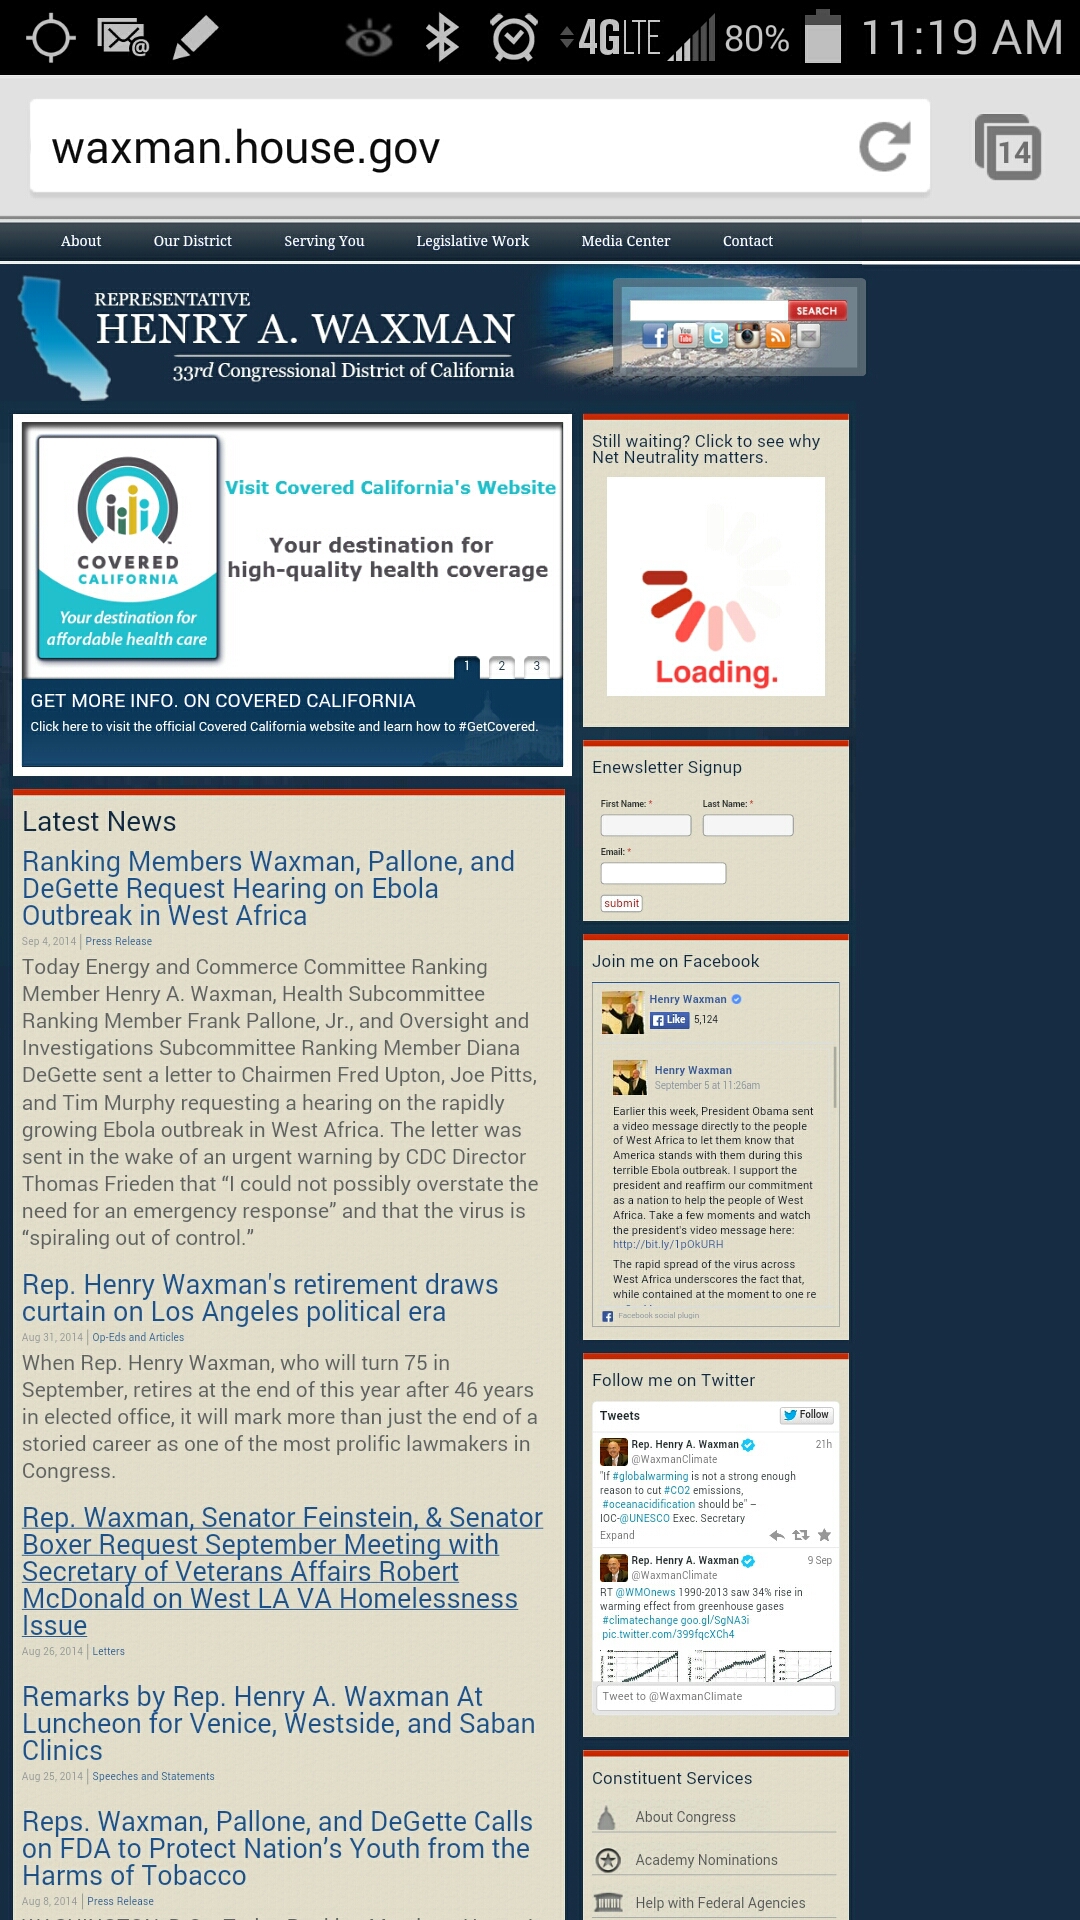 4G LTE 80% 11:19 AM
waxman.house.gov
14
About Our District Serving You Legislative Work Media Center Contact
REPRESENTATIVE
HENRY A. WAXMAN
33rd Congressional District of California
SEARCH
COVERED
CALIFORNIA
Your destination for
affordable health care
Visit Covered California's Website
Your destination for
high-quality health coverage
1 2 3
GET MORE INFO. ON COVERED CALIFORNIA
Click here to visit the official Covered California website and learn how to #GetCovered.
Latest News
Ranking Members Waxman, Pallone, and
DeGette Request Hearing on Ebola
Outbreak in West Africa
Sep 4, 2014 | Press Release
Today Energy and Commerce Committee Ranking
Member Henry A. Waxman, Health Subcommittee
Ranking Member Frank Pallone, Jr., and Oversight and
Investigations Subcommittee Ranking Member Diana
DeGette sent a letter to Chairmen Fred Upton, Joe Pitts,
and Tim Murphy requesting a hearing on the rapidly
growing Ebola outbreak in West Africa. The letter was
sent in the wake of an urgent warning by CDC Director
Thomas Frieden that “I could not possibly overstate the
need for an emergency response” and that the virus is
“spiraling out of control.”
Rep. Henry Waxman's retirement draws
curtain on Los Angeles political era
Aug 31, 2014 | Op-Eds and Articles
When Rep. Henry Waxman, who will turn 75 in
September, retires at the end of this year after 46 years
in elected office, it will mark more than just the end of a
storied career as one of the most prolific lawmakers in
Congress.
Rep. Waxman, Senator Feinstein, & Senator
Boxer Request September Meeting with
Secretary of Veterans Affairs Robert
McDonald on West LA VA Homelessness
Issue
Aug 26, 2014 | Letters
Remarks by Rep. Henry A. Waxman At
Luncheon for Venice, Westside, and Saban
Clinics
Aug 25, 2014 | Speeches and Statements
Reps. Waxman, Pallone, and DeGette Calls
on FDA to Protect Nation’s Youth from the
Harms of Tobacco
Aug 8, 2014 | Press Release
Still waiting? Click to see why
Net Neutrality matters.
Loading.
Enewsletter Signup
First Name: * Last Name: *
Email: *
submit
Join me on Facebook
Henry Waxman
Like 5,124
Henry Waxman
September 5 at 11:26am
Earlier this week, President Obama sent
a video message directly to the people
of West Africa to let them know that
America stands with them during this
terrible Ebola outbreak. I support the
president and reaffirm our commitment
as a nation to help the people of West
Africa. Take a few moments and watch
the president's video message here:
http://bit.ly/1pOkURH
The rapid spread of the virus across
West Africa underscores the fact that,
while contained at the moment to one re
Facebook social plugin
Follow me on Twitter
Tweets Follow
Rep. Henry A. Waxman 21h
@WaxmanClimate
"If #globalwarming is not a strong enough
reason to cut #CO2 emissions,
#oceanacidification should be" –
IOC-@UNESCO Exec. Secretary
Expand
Rep. Henry A. Waxman 9 Sep
@WaxmanClimate
RT @WMOnews 1990-2013 saw 34% rise in
warming effect from greenhouse gases
#climatechange goo.gl/SgNA3i
pic.twitter.com/399fqcXCh4
Tweet to @WaxmanClimate
Constituent Services
About Congress
Academy Nominations
Help with Federal Agencies